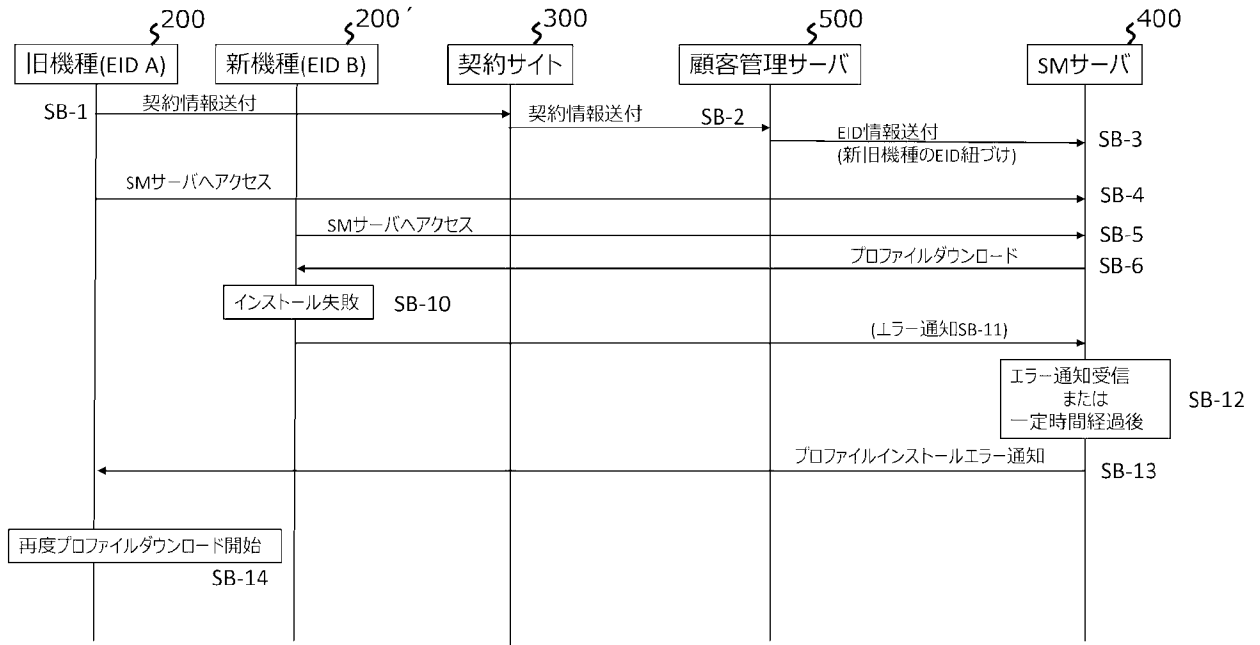 200
200´
300
500
400
旧機種(EID A)
新機種(EID B)
契約サイト
顧客管理サーバ
SMサーバ
SB-1
契約情報送付
契約情報送付
SB-2
EID情報送付
(新旧機種のEID紐づけ)
SB-3
SMサーバへアクセス
SB-4
SMサーバへアクセス
SB-5
プロファイルダウンロード
SB-6
インストール失敗
SB-10
(エラー通知SB-11)
エラー通知受信
または
一定時間経過後
SB-12
プロファイルインストールエラー通知
SB-13
再度プロファイルダウンロード開始
SB-14